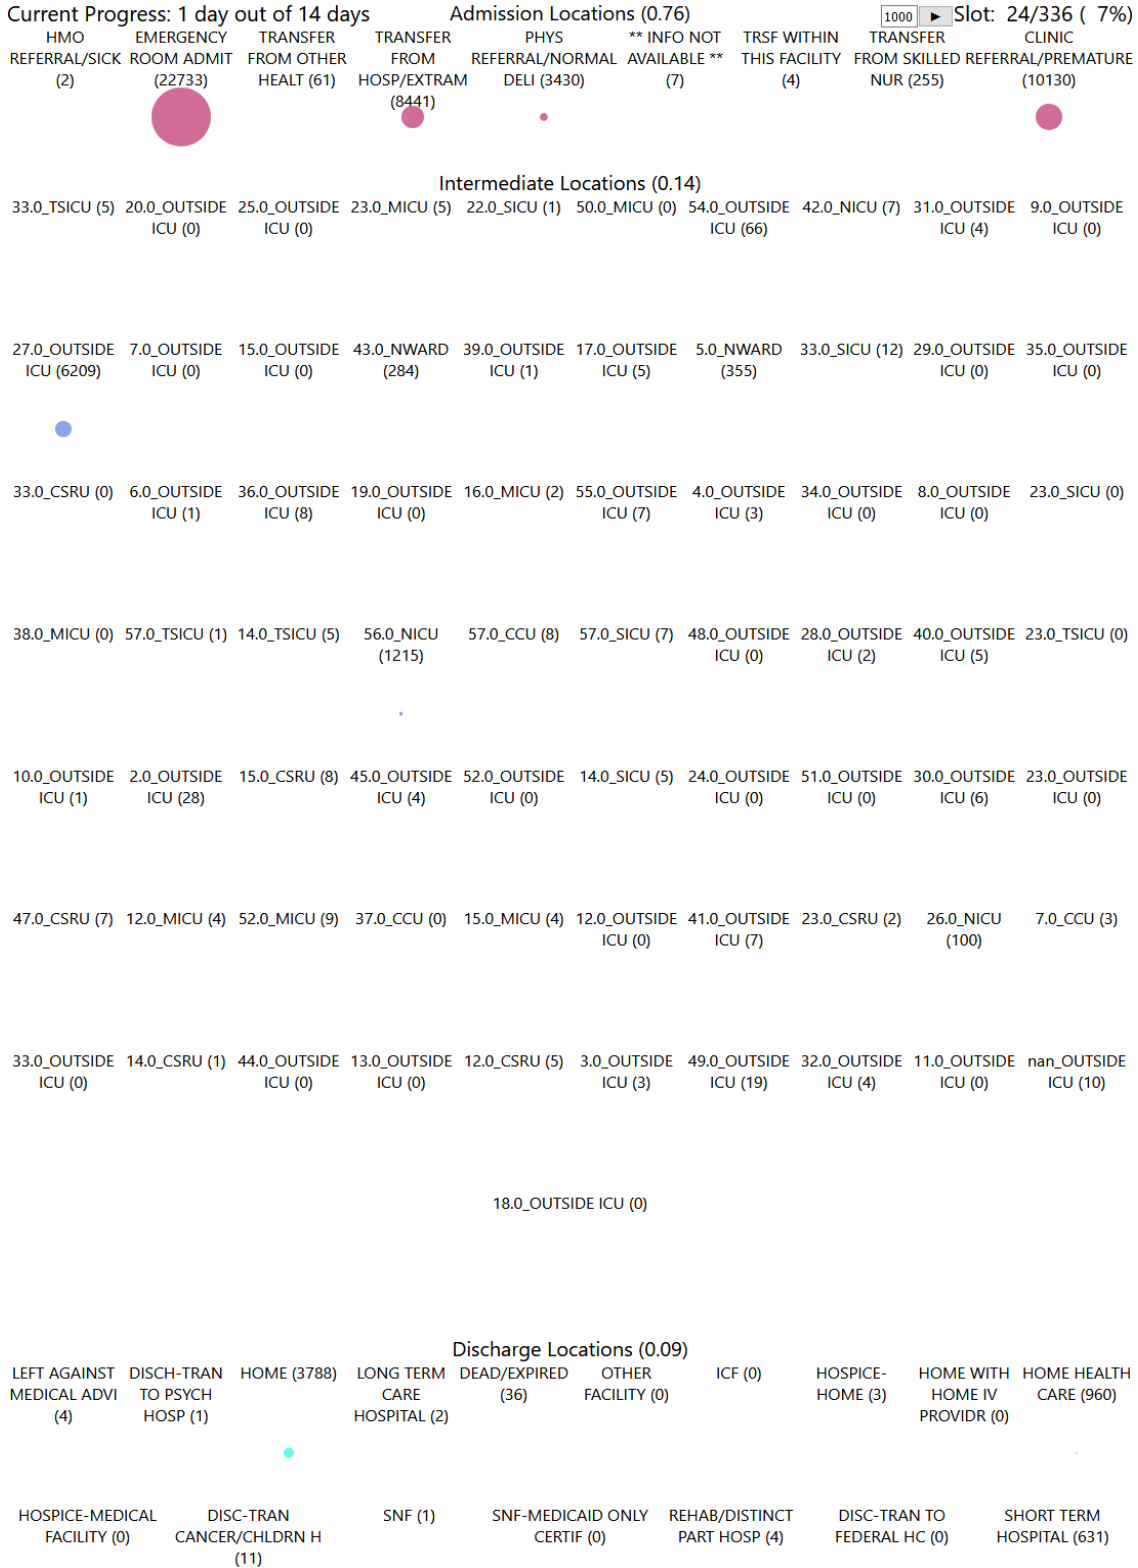 Current Progress: 1 day out of 14 days Admission Locations (0.76) 1000 ► Slot: 24/336 ( 7%)
HMO EMERGENCY TRANSFER TRANSFER PHYS ** INFO NOT TRSF WITHIN TRANSFER CLINIC
REFERRAL/SICK ROOM ADMIT FROM OTHER FROM REFERRAL/NORMAL AVAILABLE ** THIS FACILITY FROM SKILLED REFERRAL/PREMATURE
(2) (22733) HEALT (61) HOSP/EXTRAM DELI (3430) (7) (4) NUR (255) (10130)
(8441)
Intermediate Locations (0.14)
33.0_TSICU (5) 20.0_OUTSIDE 25.0_OUTSIDE 23.0_MICU (5) 22.0_SICU (1) 50.0_MICU (0) 54.0_OUTSIDE 42.0_NICU (7) 31.0_OUTSIDE 9.0_OUTSIDE
ICU (0) ICU (0) ICU (66) ICU (4) ICU (0)
27.0_OUTSIDE 7.0_OUTSIDE 15.0_OUTSIDE 43.0_NWARD 39.0_OUTSIDE 17.0_OUTSIDE 5.0_NWARD 33.0_SICU (12) 29.0_OUTSIDE 35.0_OUTSIDE
ICU (6209) ICU (0) ICU (0) (284) ICU (1) ICU (5) (355) ICU (0) ICU (0)
33.0_CSRU (0) 6.0_OUTSIDE 36.0_OUTSIDE 19.0_OUTSIDE 16.0_MICU (2) 55.0_OUTSIDE 4.0_OUTSIDE 34.0_OUTSIDE 8.0_OUTSIDE 23.0_SICU (0)
ICU (1) ICU (8) ICU (0) ICU (7) ICU (3) ICU (0) ICU (0)
38.0_MICU (0) 57.0_TSICU (1) 14.0_TSICU (5) 56.0_NICU 57.0_CCU (8) 57.0_SICU (7) 48.0_OUTSIDE 28.0_OUTSIDE 40.0_OUTSIDE 23.0_TSICU (0)
(1215) ICU (0) ICU (2) ICU (5)
10.0_OUTSIDE 2.0_OUTSIDE 15.0_CSRU (8) 45.0_OUTSIDE 52.0_OUTSIDE 14.0_SICU (5) 24.0_OUTSIDE 51.0_OUTSIDE 30.0_OUTSIDE 23.0_OUTSIDE
ICU (1) ICU (28) ICU (4) ICU (0) ICU (0) ICU (0) ICU (6) ICU (0)
47.0_CSRU (7) 12.0_MICU (4) 52.0_MICU (9) 37.0_CCU (0) 15.0_MICU (4) 12.0_OUTSIDE 41.0_OUTSIDE 23.0_CSRU (2) 26.0_NICU 7.0_CCU (3)
ICU (0) ICU (7) (100)
33.0_OUTSIDE 14.0_CSRU (1) 44.0_OUTSIDE 13.0_OUTSIDE 12.0_CSRU (5) 3.0_OUTSIDE 49.0_OUTSIDE 32.0_OUTSIDE 11.0_OUTSIDE nan_OUTSIDE
ICU (0) ICU (0) ICU (0) ICU (3) ICU (19) ICU (4) ICU (0) ICU (10)
18.0_OUTSIDE ICU (0)
Discharge Locations (0.09)
LEFT AGAINST DISCH-TRAN HOME (3788) LONG TERM DEAD/EXPIRED OTHER ICF (0) HOSPICE- HOME WITH HOME HEALTH
MEDICAL ADVI TO PSYCH CARE (36) FACILITY (0) HOME (3) HOME IV CARE (960)
(4) HOSP (1) HOSPITAL (2) PROVIDR (0)
HOSPICE-MEDICAL DISC-TRAN SNF (1) SNF-MEDICAID ONLY REHAB/DISTINCT DISC-TRAN TO SHORT TERM
FACILITY (0) CANCER/CHLDRN H CERTIF (0) PART HOSP (4) FEDERAL HC (0) HOSPITAL (631)
(11)